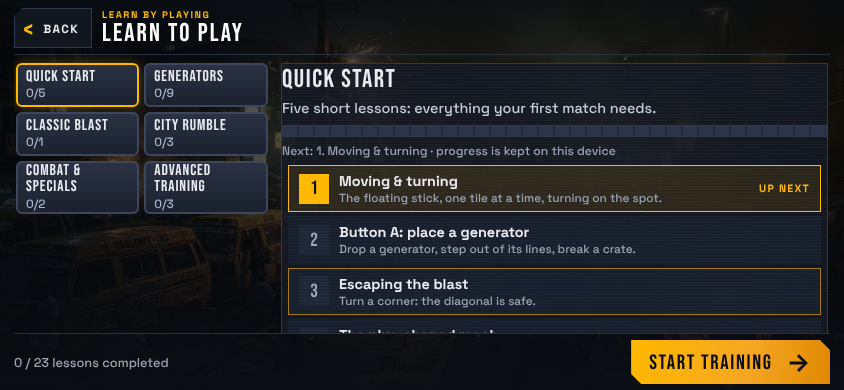 < BACK
LEARN BY PLAYING
LEARN TO PLAY
QUICK START
0/5
GENERATORS
0/9
CLASSIC BLAST
0/1
CITY RUMBLE
0/3
COMBAT &
SPECIALS
0/2
ADVANCED
TRAINING
0/3
QUICK START
Five short lessons: everything your first match needs.
Next: 1. Moving & turning · progress is kept on this device
1
Moving & turning
The floating stick, one tile at a time, turning on the spot.
UP NEXT
2
Button A: place a generator
Drop a generator, step out of its lines, break a crate.
3
Escaping the blast
Turn a corner: the diagonal is safe.
0 / 23 lessons completed
START TRAINING →